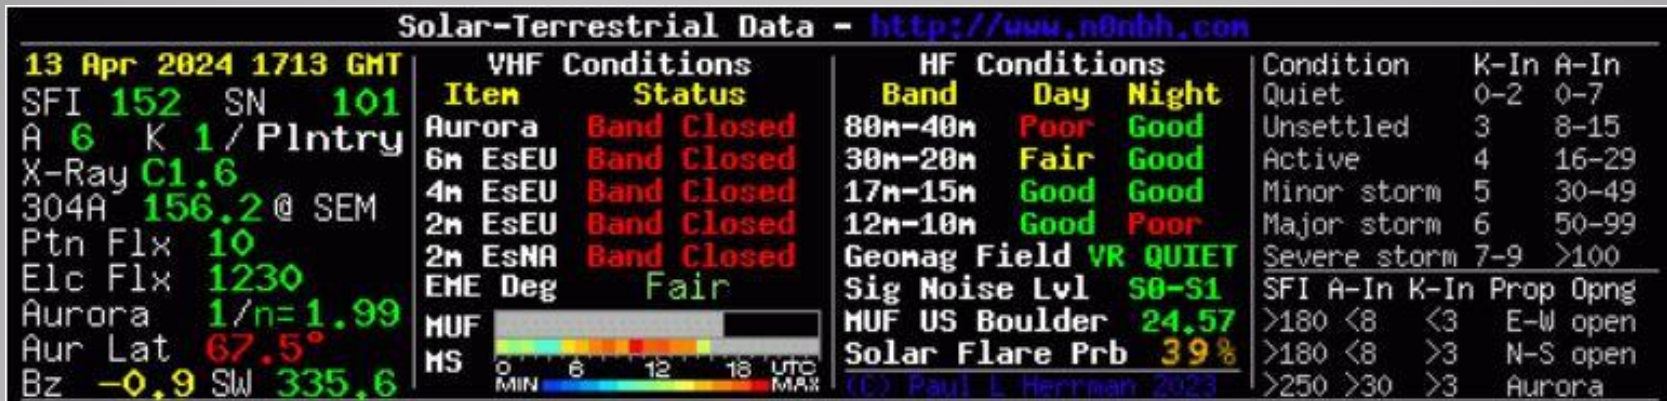 Solar-Terrestrial Data - http://www.n0nbh.com
13 Apr 2024 1713 GMT
SFI 152 SN 101
A 6 K 1 / Plntry
X-Ray C1.6
304A 156.2 @ SEM
Ptn Flx 10
Elc Flx 1230
Aurora 1/n=1.99
Aur Lat 67.5°
Bz -0.9 SW 335.6
VHF Conditions
Item Status
Aurora Band Closed
6m EsEU Band Closed
4m EsEU Band Closed
2m EsEU Band Closed
2m EsNA Band Closed
EME Deg Fair
MUF
MS
0 6 12 18 UTC
MIN MAX
HF Conditions
Band Day Night
80m-40m Poor Good
30m-20m Fair Good
17m-15m Good Good
12m-10m Good Poor
Geomag Field VR QUIET
Sig Noise Lvl S0-S1
MUF US Boulder 24.57
Solar Flare Prb 39%
(C) Paul L Herrman 2023
Condition K-In A-In
Quiet 0-2 0-7
Unsettled 3 8-15
Active 4 16-29
Minor storm 5 30-49
Major storm 6 50-99
Severe storm 7-9 >100
SFI A-In K-In Prop Opng
>180 <8 <3 E-W open
>180 <8 >3 N-S open
>250 >30 >3 Aurora